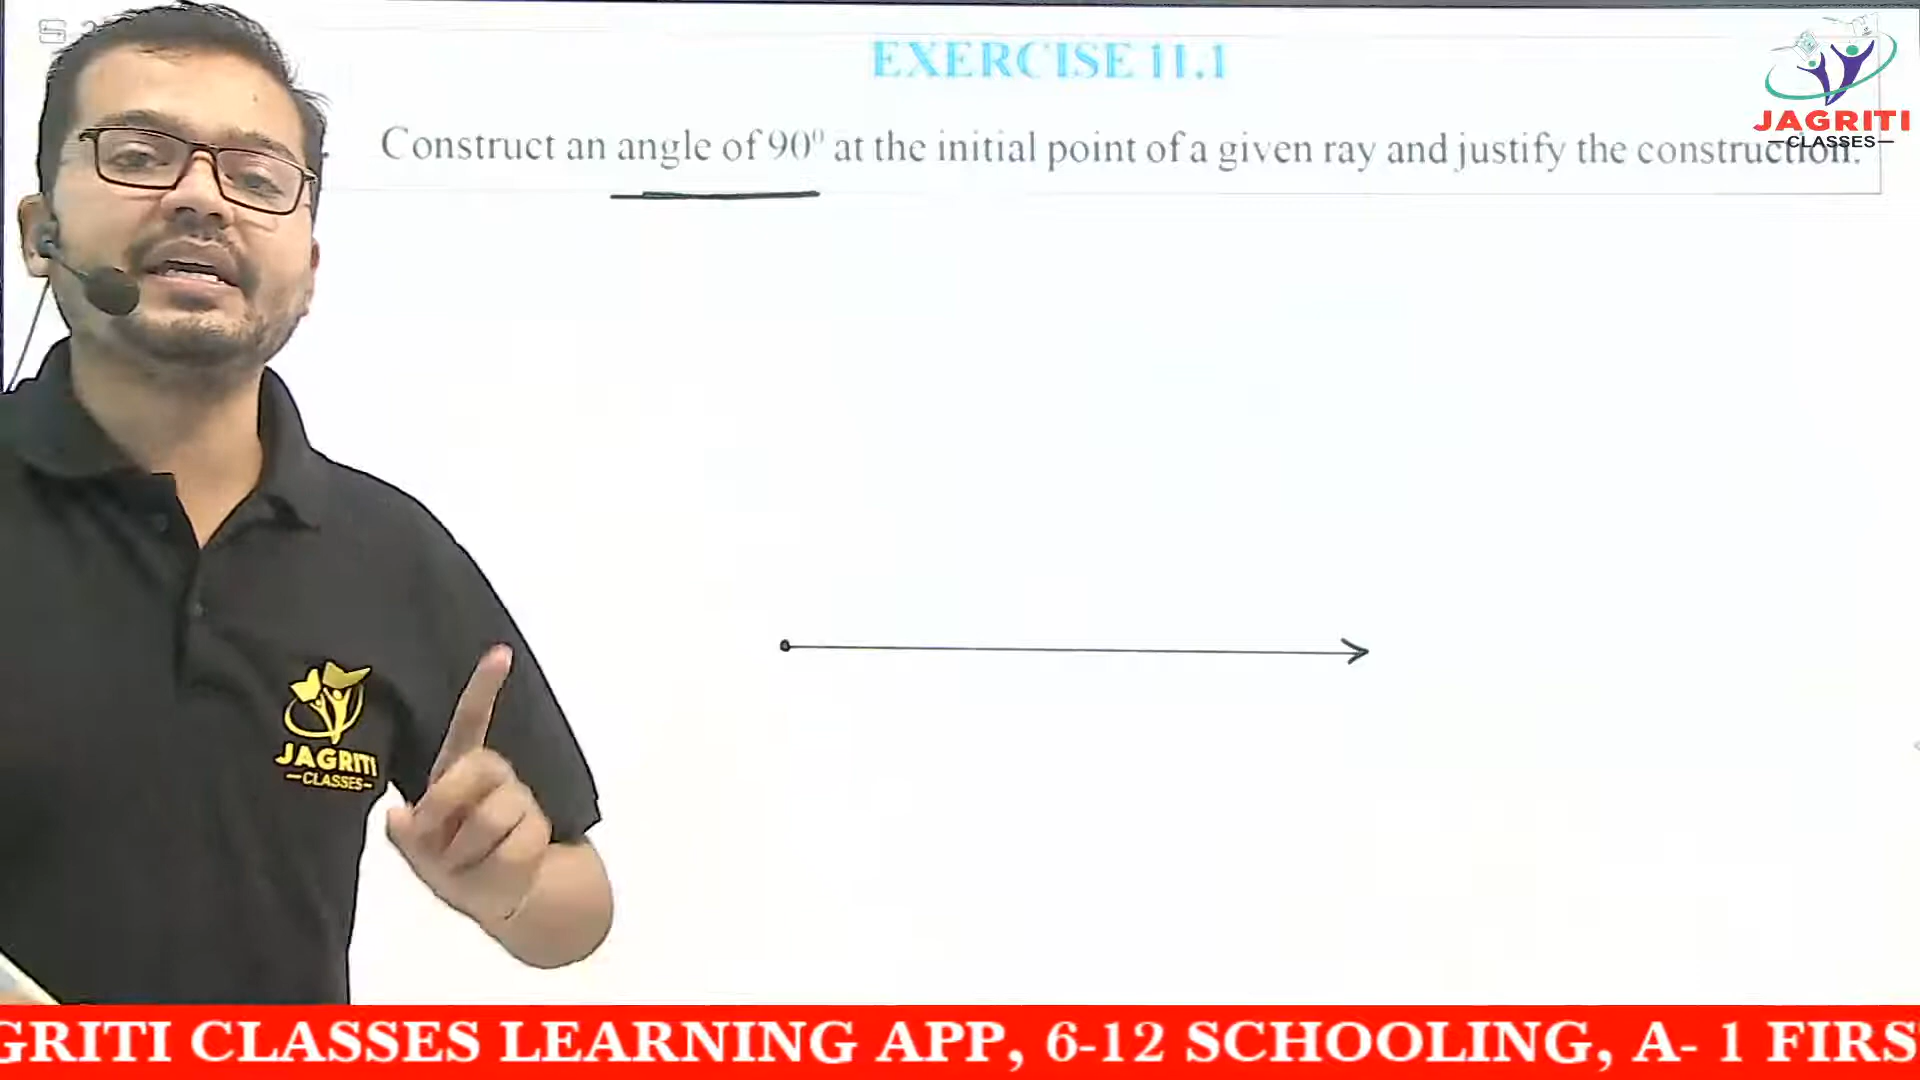 EXERCISE 11.1
Construct an angle of 90° at the initial point of a given ray and justify the construction.
JAGRITI
CLASSES
JAGRITI
CLASSES
GRITI CLASSES LEARNING APP, 6-12 SCHOOLING, A- 1 FIRS